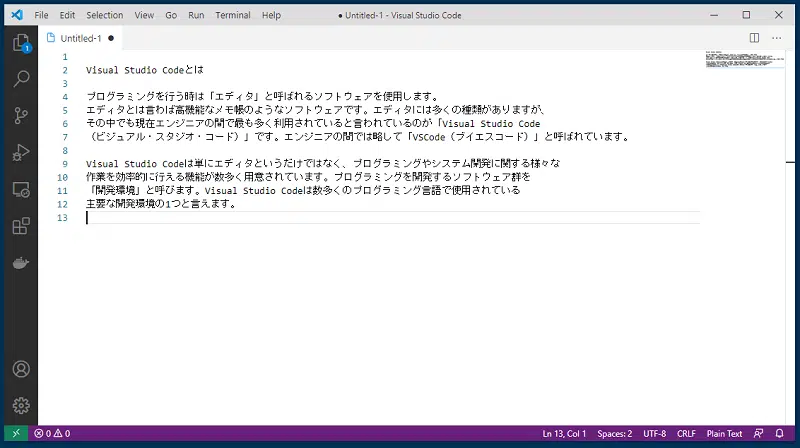 File Edit Selection View Go Run Terminal Help ● Untitled-1 - Visual Studio Code
Untitled-1 ●
1
2 Visual Studio Codeとは
3
4 プログラミングを行う時は「エディタ」と呼ばれるソフトウェアを使用します。
5 エディタとは言わば高機能なメモ帳のようなソフトウェアです。エディタには多くの種類がありますが、
6 その中でも現在エンジニアの間で最も多く利用されていると言われているのが「Visual Studio Code
7 （ビジュアル・スタジオ・コード）」です。エンジニアの間では略して「VSCode（ブイエスコード）」と呼ばれています。
8
9 Visual Studio Codeは単にエディタというだけではなく、プログラミングやシステム開発に関する様々な
10 作業を効率的に行える機能が数多く用意されています。プログラミングを開発するソフトウェア群を
11 「開発環境」と呼びます。Visual Studio Codeは数多くのプログラミング言語で使用されている
12 主要な開発環境の1つと言えます。
13
1
0 0 Ln 13, Col 1 Spaces: 2 UTF-8 CRLF Plain Text